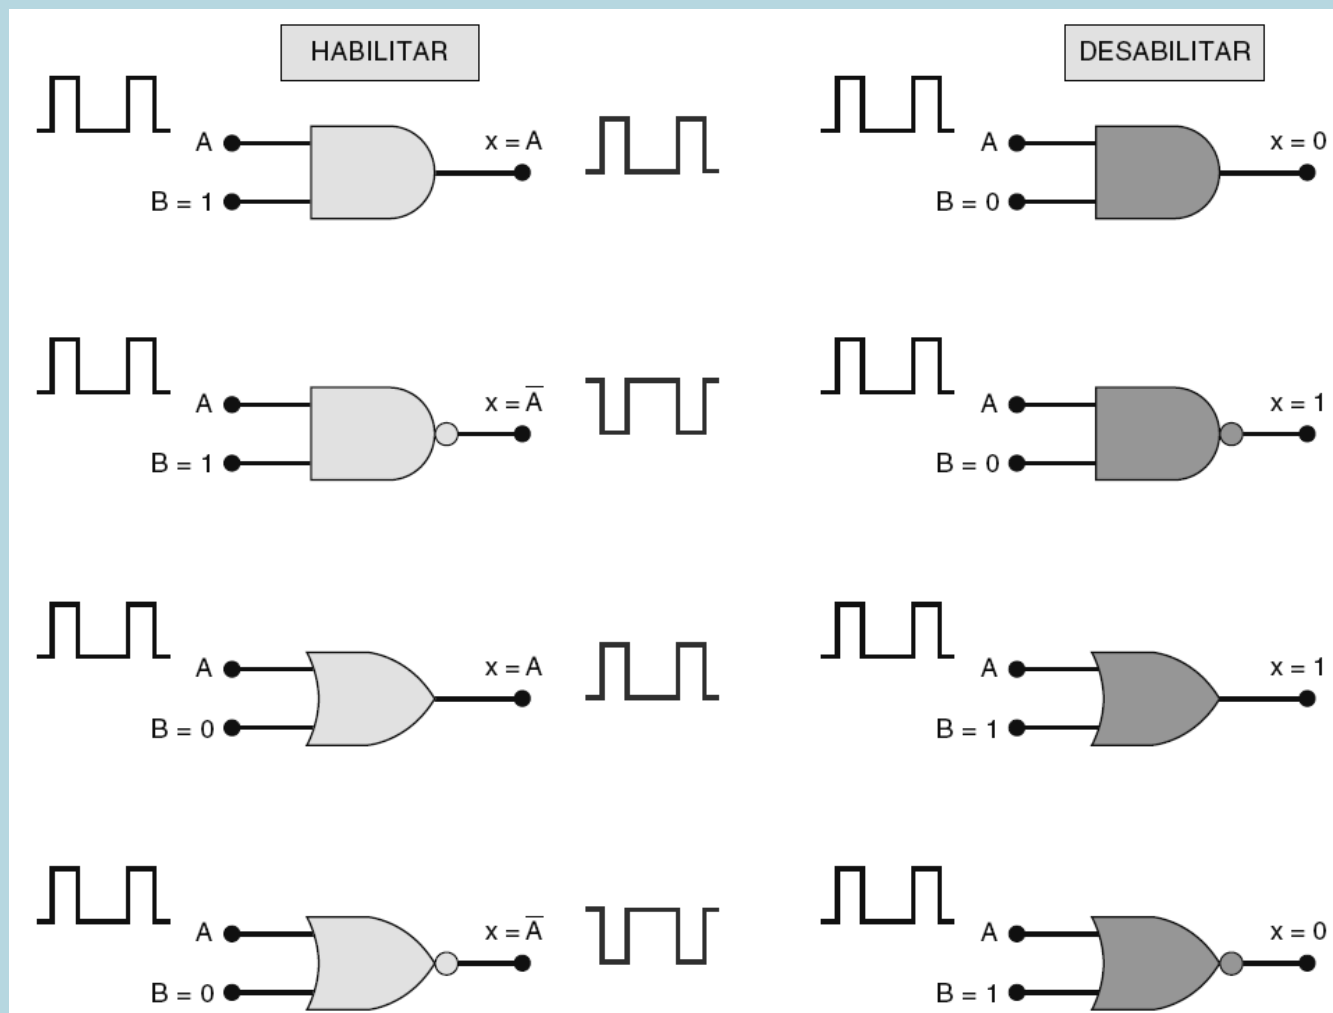 HABILITAR
DESABILITAR
A
x = A
B = 1
A
x = 0
B = 0
A
x = A̅
B = 1
A
x = 1
B = 0
A
x = A
B = 0
A
x = 1
B = 1
A
x = A̅
B = 0
A
x = 0
B = 1